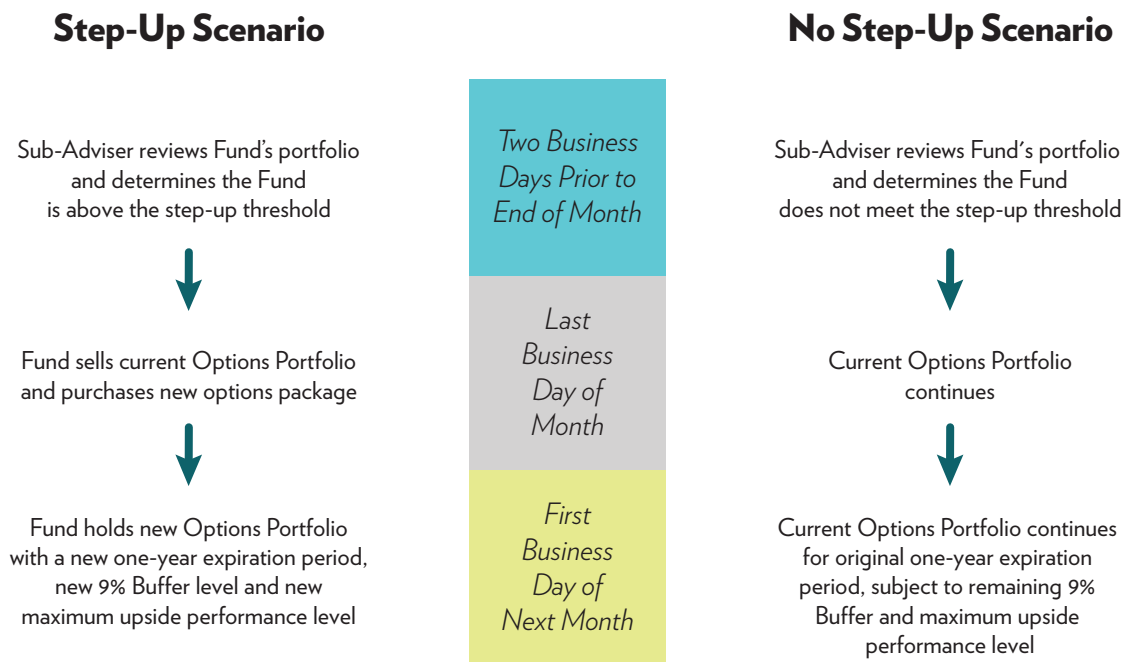 Step-Up Scenario
Sub-Adviser reviews Fund's portfolio
and determines the Fund
is above the step-up threshold
Fund sells current Options Portfolio
and purchases new options package
Fund holds new Options Portfolio
with a new one-year expiration period,
new 9% Buffer level and new
maximum upside performance level
Two Business
Days Prior to
End of Month
Last
Business
Day of
Month
First
Business
Day of
Next Month
No Step-Up Scenario
Sub-Adviser reviews Fund's portfolio
and determines the Fund
does not meet the step-up threshold
Current Options Portfolio
continues
Current Options Portfolio continues
for original one-year expiration
period, subject to remaining 9%
Buffer and maximum upside
performance level